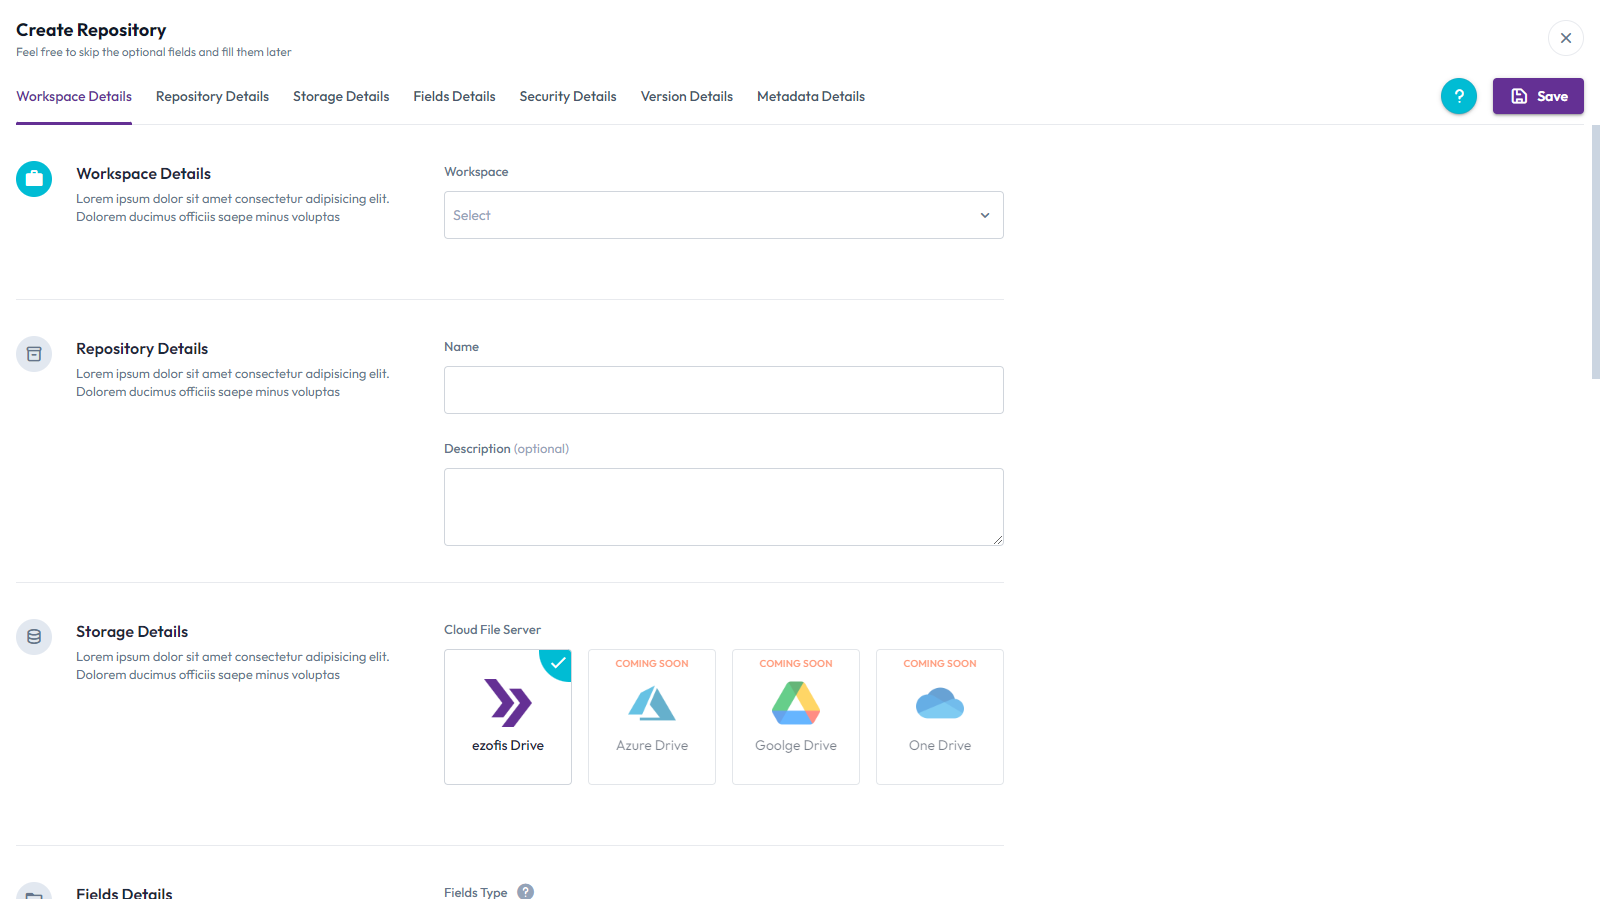 Create Repository
Feel free to skip the optional fields and fill them later
Workspace Details
Repository Details
Storage Details
Fields Details
Security Details
Version Details
Metadata Details
?
Save
Workspace Details
Lorem ipsum dolor sit amet consectetur adipisicing elit.
Dolorem ducimus officiis saepe minus voluptas
Workspace
Select
Repository Details
Lorem ipsum dolor sit amet consectetur adipisicing elit.
Dolorem ducimus officiis saepe minus voluptas
Name
Description (optional)
Storage Details
Lorem ipsum dolor sit amet consectetur adipisicing elit.
Dolorem ducimus officiis saepe minus voluptas
Cloud File Server
ezofis Drive
COMING SOON
Azure Drive
COMING SOON
Goolge Drive
COMING SOON
One Drive
Fields Details
Fields Type ?